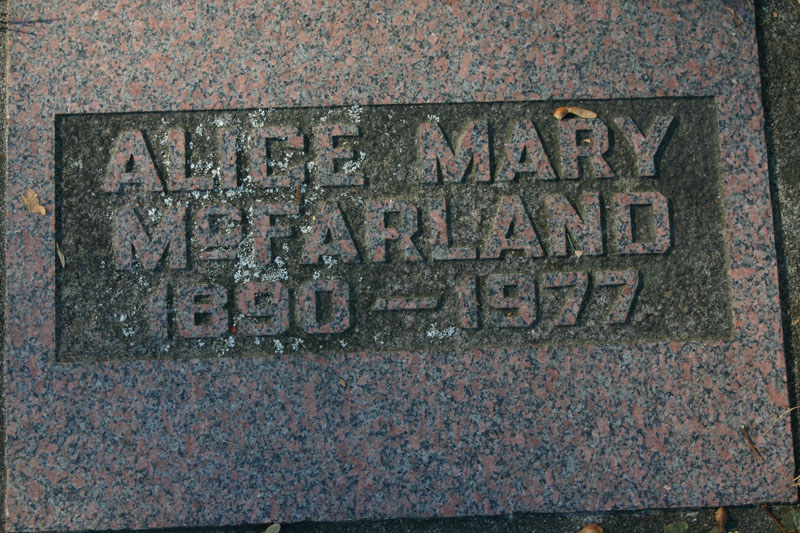 ALICE MARY
McFARLAND
1890 — 1977